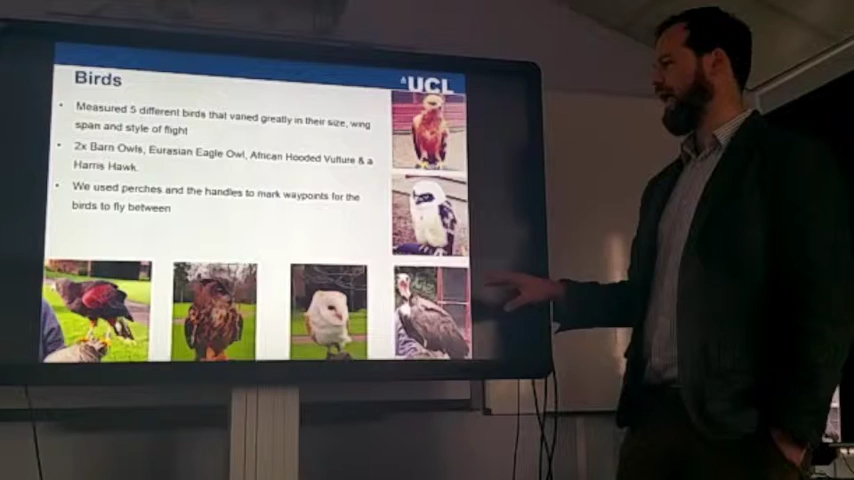 Birds
UCL
• Measured 5 different birds that varied greatly in their size, wing
span and style of flight
• 2x Barn Owls, Eurasian Eagle Owl, African Hooded Vulture & a
Harris Hawk.
• We used perches and the handles to mark waypoints for the
birds to fly between